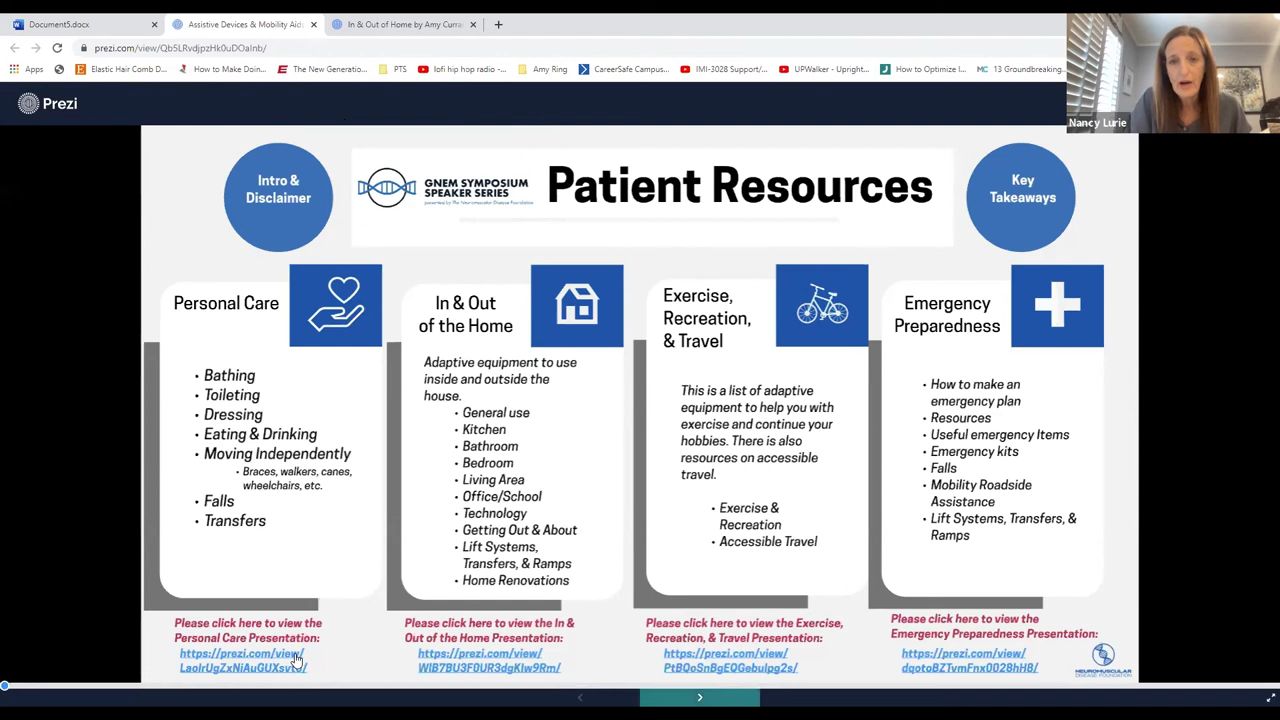 Document5.docx
Assistive Devices & Mobility Aid
In & Out of Home by Amy Curra
prezi.com/view/Qb5LRvdjpzHk0uDOaInb/
Apps
Elastic Hair Comb D...
How to Make Doin...
The New Generatio...
PTS
lofi hip hop radio -...
Amy Ring
CareerSafe Campus...
IMI-3028 Support/...
UPWalker - Upright...
How to Optimize I...
13 Groundbreaking
Nancy Lurie
Prezi
Intro &
Disclaimer
GNEM SYMPOSIUM
SPEAKER SERIES
presented by The Neuromuscular Disease Foundation
Patient Resources
Key
Takeaways
Personal Care
• Bathing
• Toileting
• Dressing
• Eating & Drinking
• Moving Independently
• Braces, walkers, canes,
wheelchairs, etc.
• Falls
• Transfers
Please click here to view the
Personal Care Presentation:
https://prezi.com/view/
In & Out
of the Home
Adaptive equipment to use
inside and outside the
house.
• General use
• Kitchen
• Bathroom
• Bedroom
• Living Area
• Office/School
• Technology
• Getting Out & About
• Lift Systems,
Transfers, & Ramps
• Home Renovations
Please click here to view the In &
Out of the Home Presentation:
https://prezi.com/view/
WIB7BU3F0UR3dgKIw9Rm/
Exercise,
Recreation,
& Travel
This is a list of adaptive
equipment to help you with
exercise and continue your
hobbies. There is also
resources on accessible
travel.
• Exercise &
Recreation
• Accessible Travel
Please click here to view the Exercise,
Recreation, & Travel Presentation:
https://prezi.com/view/
PtBQoSnBgEQGebulpg2s/
Emergency
Preparedness
• How to make an
emergency plan
• Resources
• Useful emergency Items
• Emergency kits
• Falls
• Mobility Roadside
Assistance
• Lift Systems, Transfers, &
Ramps
Please click here to view the
Emergency Preparedness Presentation:
https://prezi.com/view/
dqotoBZTvmFnx0028hH8/
NEUROMUSCULAR
DISEASE FOUNDATION